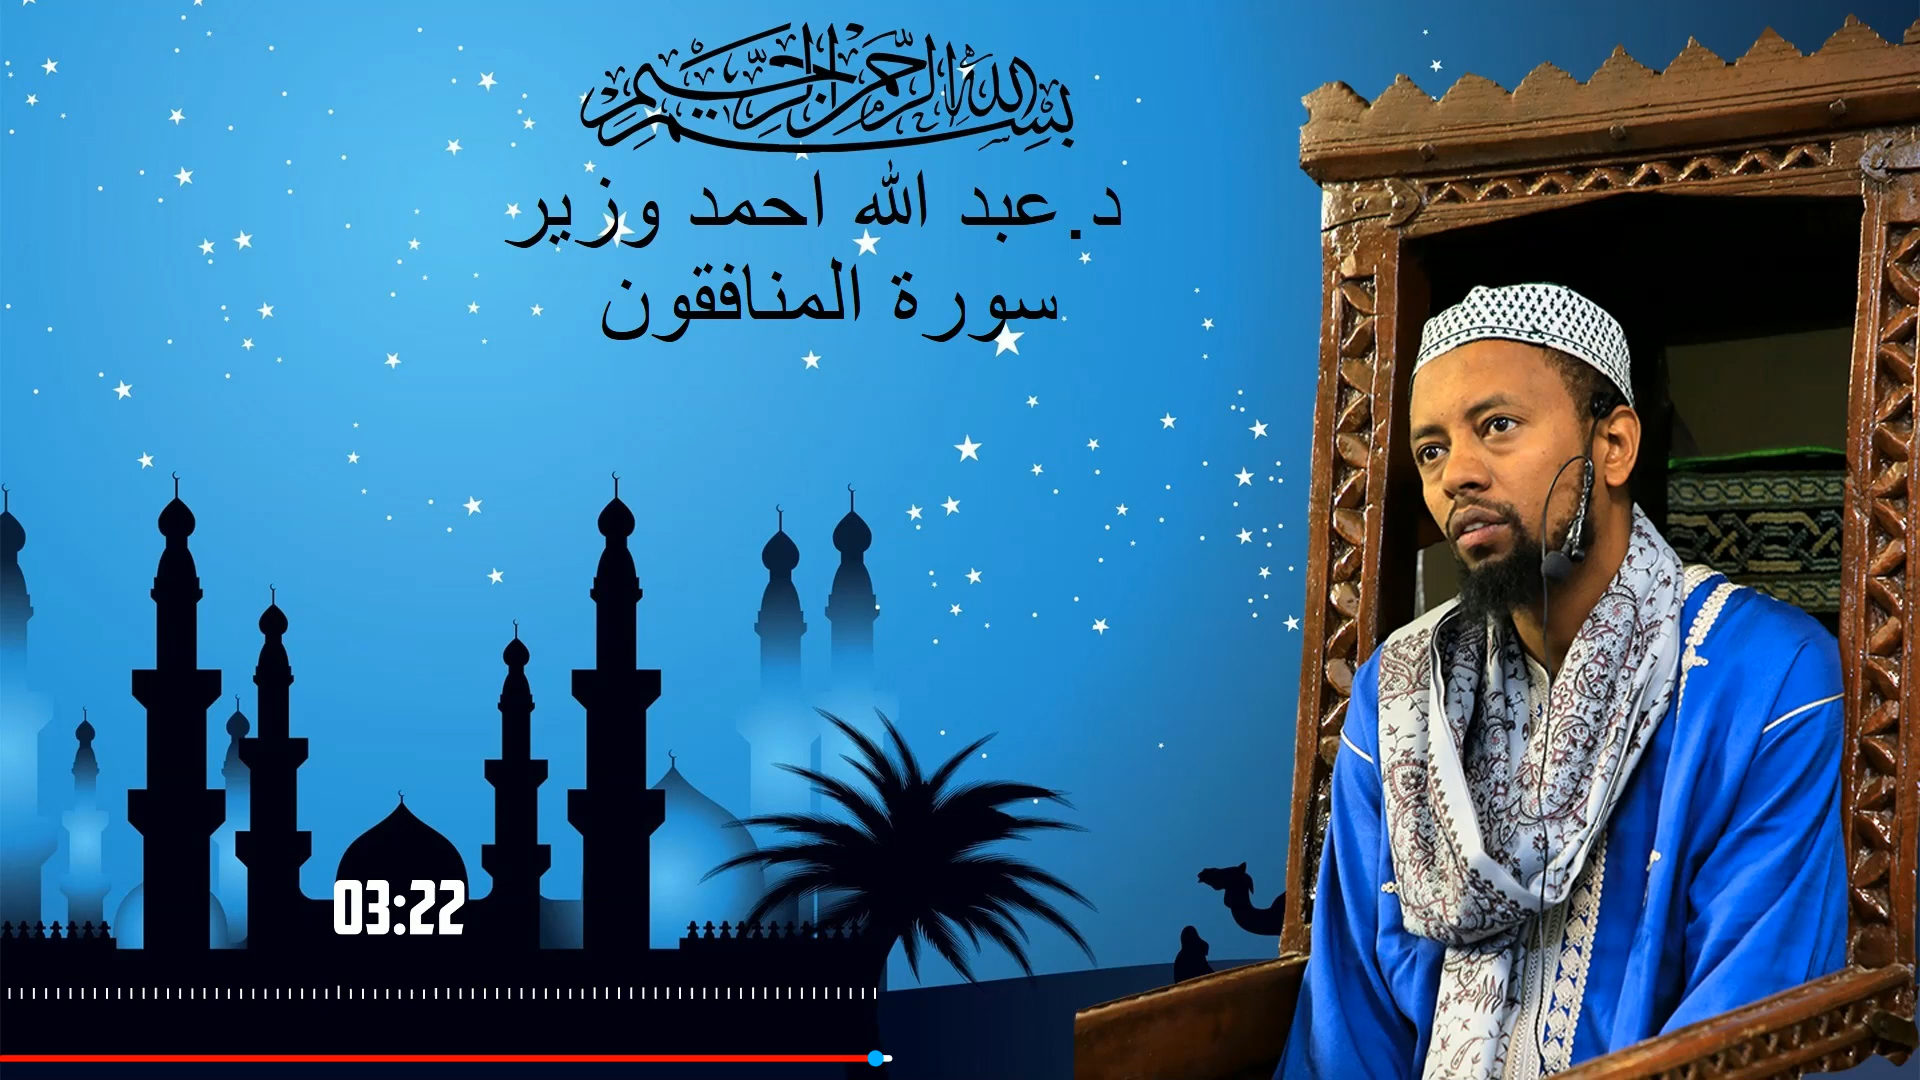 بسم الله الرحمن الرحيم
د.عبد الله احمد وزير
سورة المنافقون
03:22